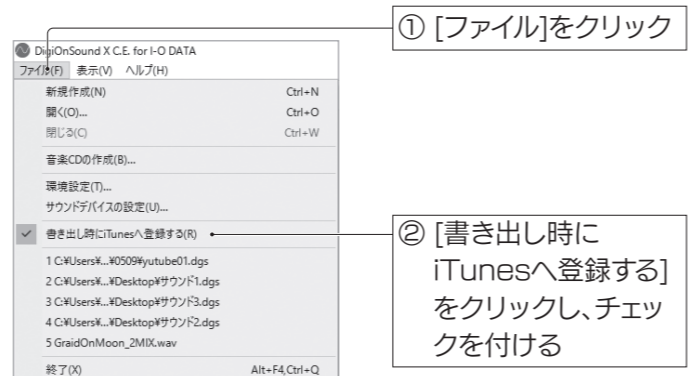 ① [ファイル]をクリック
DigiOnSound X C.E. for I-O DATA
ファイル(F) 表示(V) ヘルプ(H)
新規作成(N) Ctrl+N
開く(O)... Ctrl+O
閉じる(C) Ctrl+W
音楽CDの作成(B)...
環境設定(T)...
サウンドデバイスの設定(U)...
書き出し時にiTunesへ登録する(R)
② [書き出し時に
iTunesへ登録する]
をクリックし、チェッ
クを付ける
1 C:¥Users¥...¥0509¥yutube01.dgs
2 C:¥Users¥...¥Desktop¥サウンド1.dgs
3 C:¥Users¥...¥Desktop¥サウンド3.dgs
4 C:¥Users¥...¥Desktop¥サウンド2.dgs
5 GraidOnMoon_2MIX.wav
終了(X) Alt+F4,Ctrl+Q